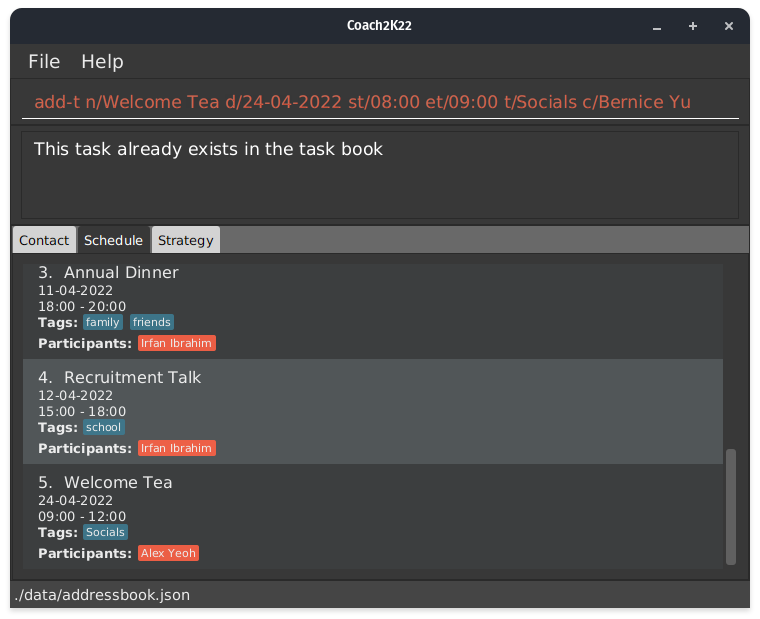 Coach2K22
File Help
add-t n/Welcome Tea d/24-04-2022 st/08:00 et/09:00 t/Socials c/Bernice Yu
This task already exists in the task book
Contact Schedule Strategy
3. Annual Dinner
11-04-2022
18:00 - 20:00
Tags: family friends
Participants: Irfan Ibrahim
4. Recruitment Talk
12-04-2022
15:00 - 18:00
Tags: school
Participants: Irfan Ibrahim
5. Welcome Tea
24-04-2022
09:00 - 12:00
Tags: Socials
Participants: Alex Yeoh
./data/addressbook.json